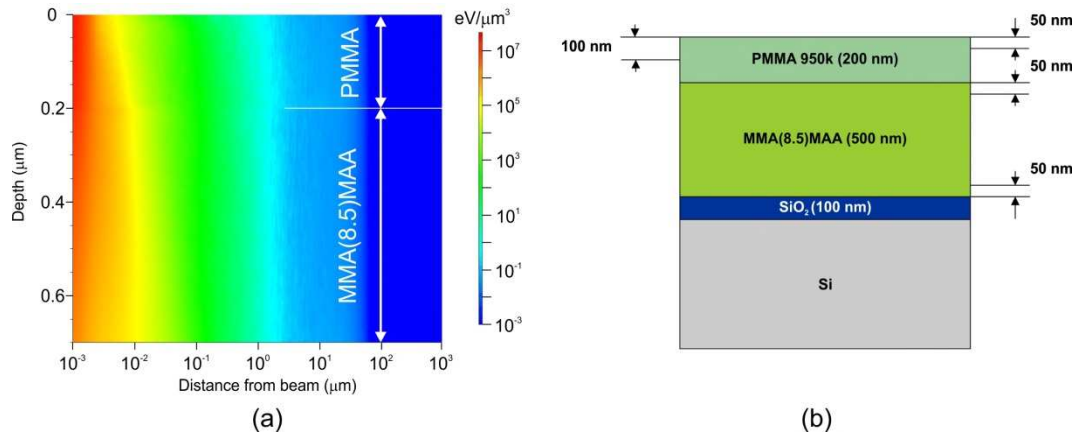 eV/μm³
0
0.2
0.4
0.6
Depth (μm)
PMMA
MMA(8.5)MAA
10⁷
10⁵
10³
10¹
10⁻¹
10⁻³
10⁻³
10⁻²
10⁻¹
10⁰
10¹
10²
10³
Distance from beam (μm)
(a)
100 nm
50 nm
50 nm
50 nm
PMMA 950k (200 nm)
MMA(8.5)MAA (500 nm)
SiO₂ (100 nm)
Si
(b)